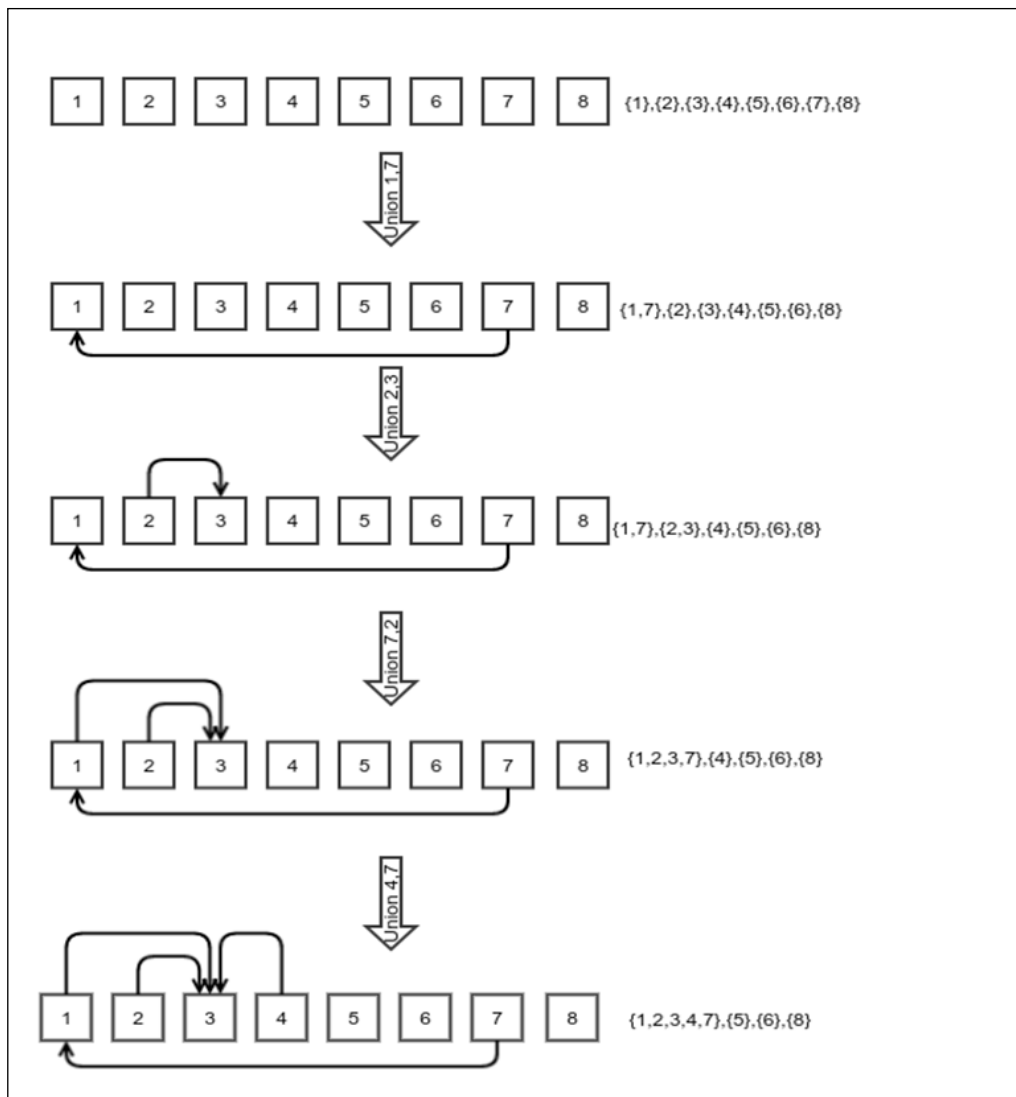 1 2 3 4 5 6 7 8 {1},{2},{3},{4},{5},{6},{7},{8}
Union 1,7
1 2 3 4 5 6 7 8 {1,7},{2},{3},{4},{5},{6},{8}
Union 2,3
1 2 3 4 5 6 7 8 {1,7},{2,3},{4},{5},{6},{8}
Union 7,2
1 2 3 4 5 6 7 8 {1,2,3,7},{4},{5},{6},{8}
Union 4,7
1 2 3 4 5 6 7 8 {1,2,3,4,7},{5},{6},{8}